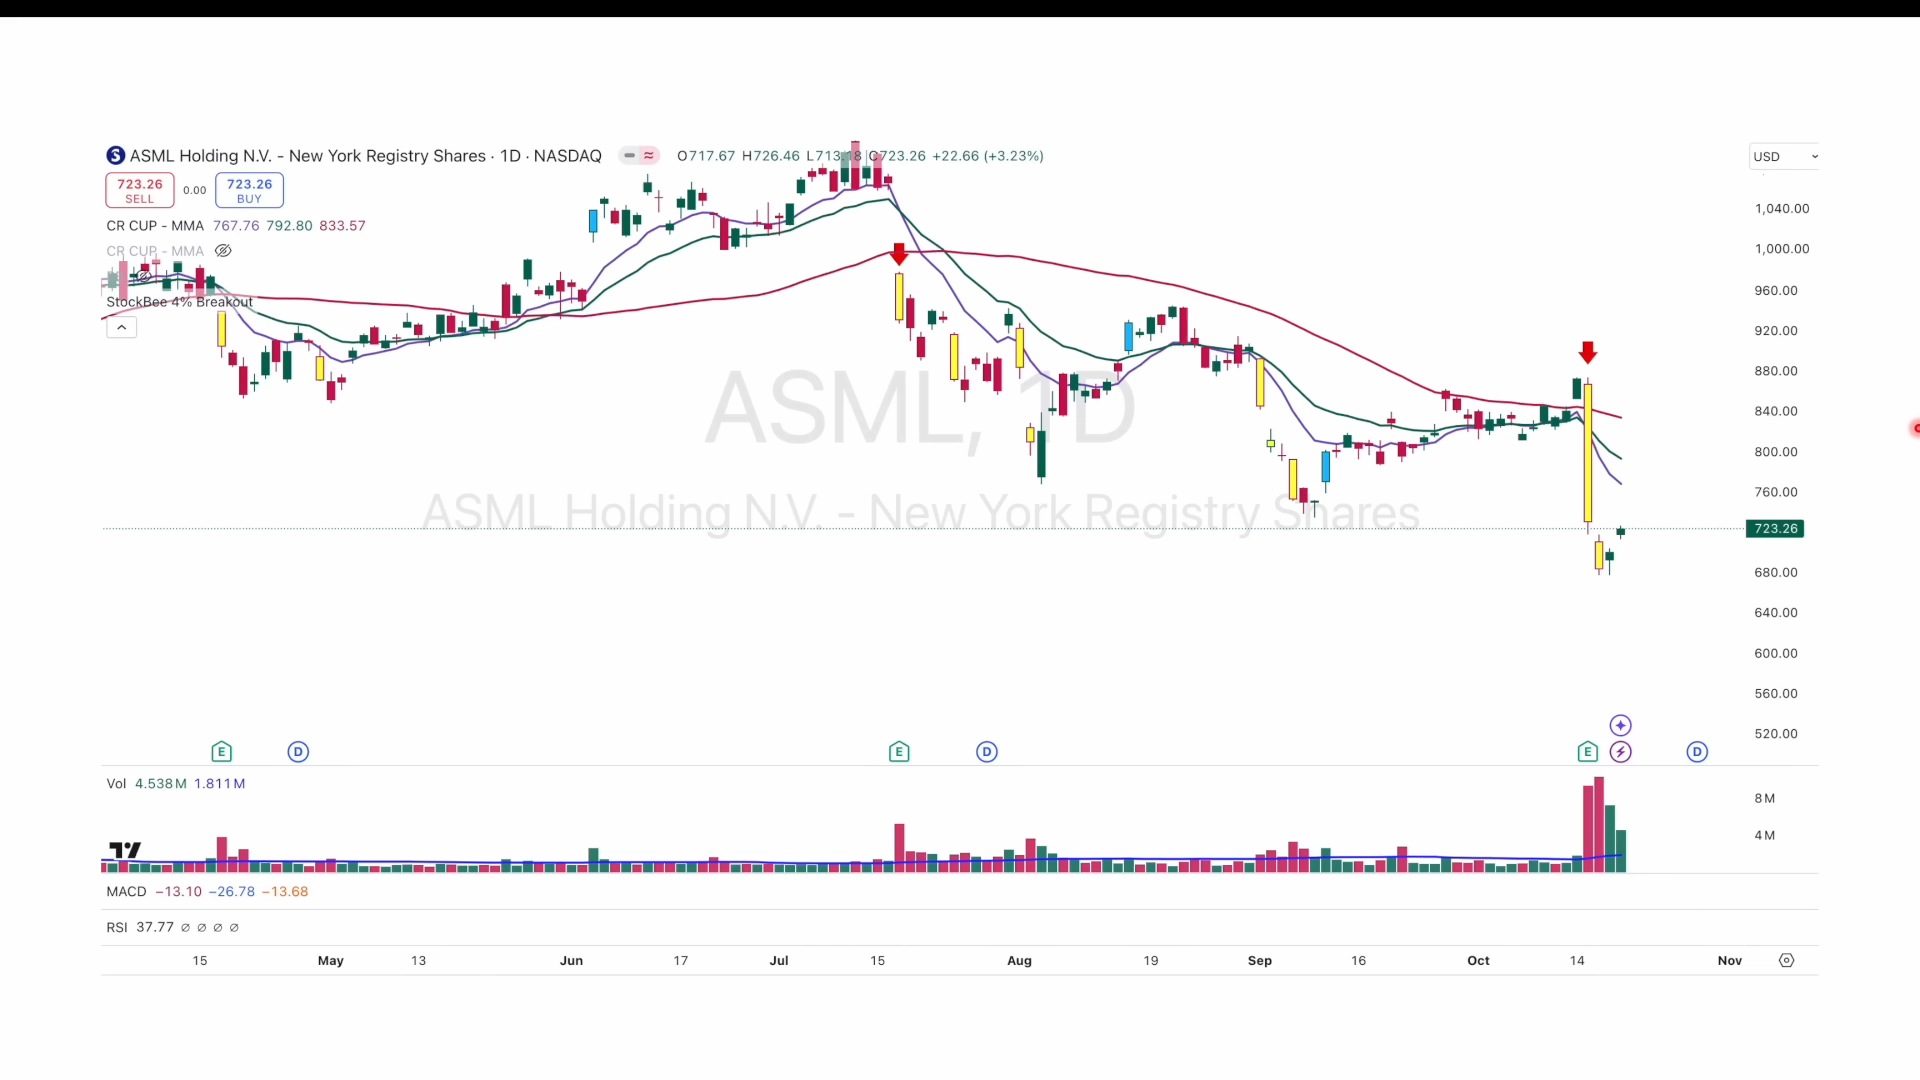 ASML Holding N.V. - New York Registry Shares · 1D · NASDAQ
O717.67 H726.46 L713.18 C723.26 +22.66 (+3.23%)
USD
723.26
SELL
0.00
723.26
BUY
CR CUP - MMA 767.76 792.80 833.57
CR CUP - MMA
StockBee 4% Breakout
1,040.00
1,000.00
960.00
920.00
880.00
840.00
800.00
760.00
723.26
680.00
640.00
600.00
560.00
520.00
ASML, 1D
ASML Holding N.V. - New York Registry Shares
E D E D E D
Vol 4.538M 1.811M
8M
4M
MACD −13.10 −26.78 −13.68
RSI 37.77 ∅ ∅ ∅ ∅
15 May 13 Jun 17 Jul 15 Aug 19 Sep 16 Oct 14 Nov